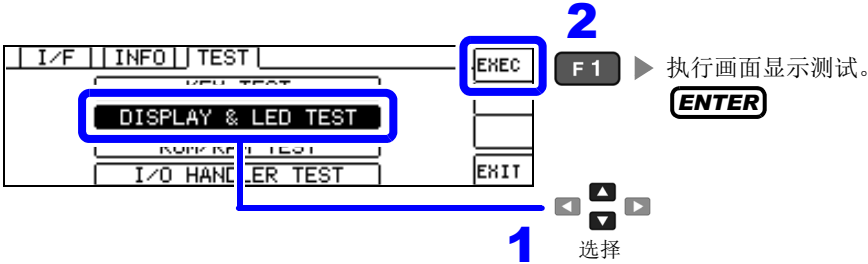 2
I/F INFO TEST EXEC F1 执行画面显示测试。
ENTER
DISPLAY & LED TEST
I/O HANDLER TEST EXIT
1 选择